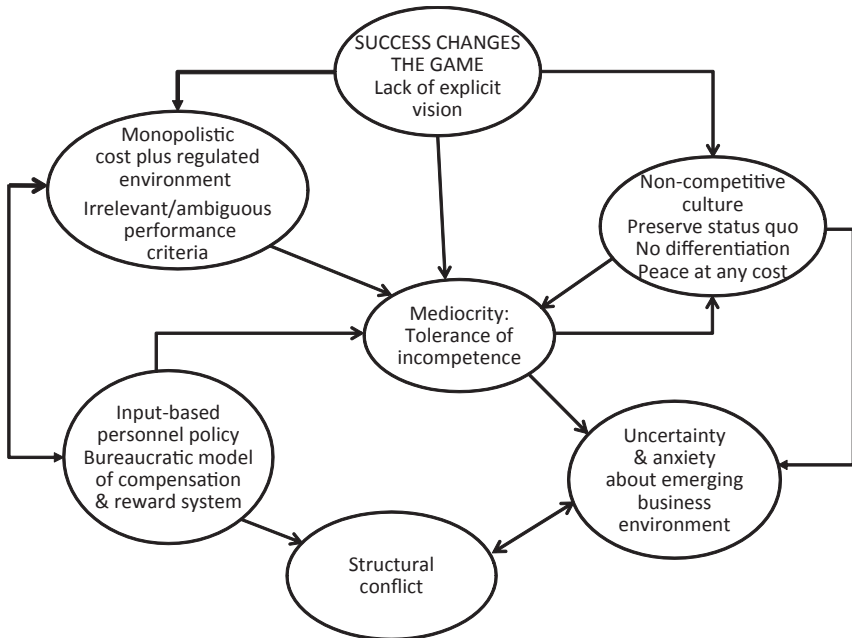 SUCCESS CHANGES
THE GAME
Lack of explicit
vision
Monopolistic
cost plus regulated
environment
Irrelevant/ambiguous
performance
criteria
Non-competitive
culture
Preserve status quo
No differentiation
Peace at any cost
Mediocrity:
Tolerance of
incompetence
Input-based
personnel policy
Bureaucratic model
of compensation
& reward system
Uncertainty
& anxiety
about emerging
business
environment
Structural
conflict